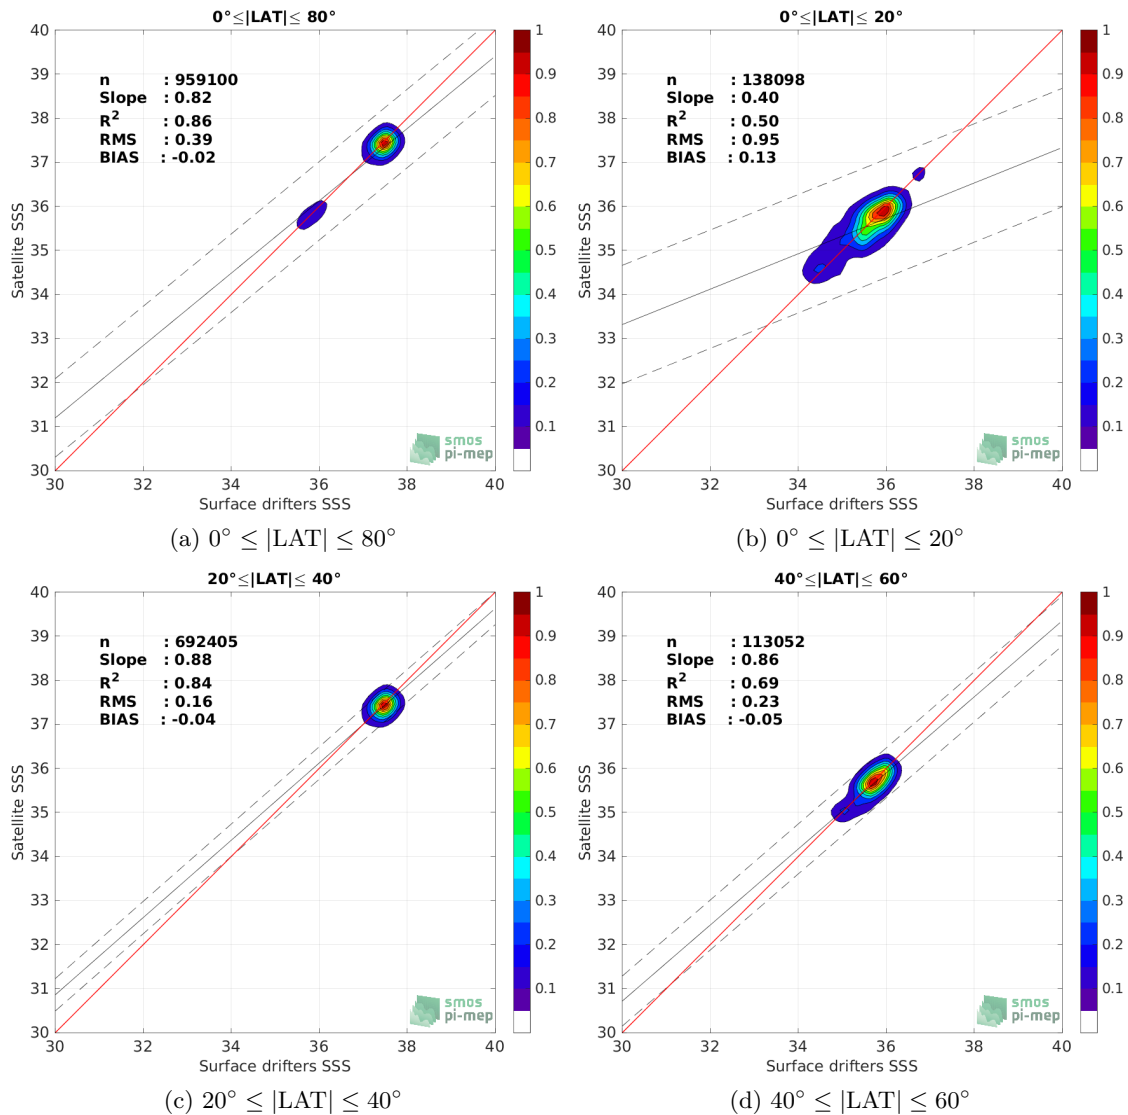 0°≤|LAT|≤ 80°
n : 959100
Slope : 0.82
R² : 0.86
RMS : 0.39
BIAS : -0.02
Satellite SSS
40
39
38
37
36
35
34
33
32
31
30
30 32 34 36 38 40
Surface drifters SSS
1
0.9
0.8
0.7
0.6
0.5
0.4
0.3
0.2
0.1
smos
pi-mep
(a) 0° ≤ |LAT| ≤ 80°
0°≤|LAT|≤ 20°
n : 138098
Slope : 0.40
R² : 0.50
RMS : 0.95
BIAS : 0.13
Satellite SSS
40
39
38
37
36
35
34
33
32
31
30
30 32 34 36 38 40
Surface drifters SSS
1
0.9
0.8
0.7
0.6
0.5
0.4
0.3
0.2
0.1
smos
pi-mep
(b) 0° ≤ |LAT| ≤ 20°
20°≤|LAT|≤ 40°
n : 692405
Slope : 0.88
R² : 0.84
RMS : 0.16
BIAS : -0.04
Satellite SSS
40
39
38
37
36
35
34
33
32
31
30
30 32 34 36 38 40
Surface drifters SSS
1
0.9
0.8
0.7
0.6
0.5
0.4
0.3
0.2
0.1
smos
pi-mep
(c) 20° ≤ |LAT| ≤ 40°
40°≤|LAT|≤ 60°
n : 113052
Slope : 0.86
R² : 0.69
RMS : 0.23
BIAS : -0.05
Satellite SSS
40
39
38
37
36
35
34
33
32
31
30
30 32 34 36 38 40
Surface drifters SSS
1
0.9
0.8
0.7
0.6
0.5
0.4
0.3
0.2
0.1
smos
pi-mep
(d) 40° ≤ |LAT| ≤ 60°